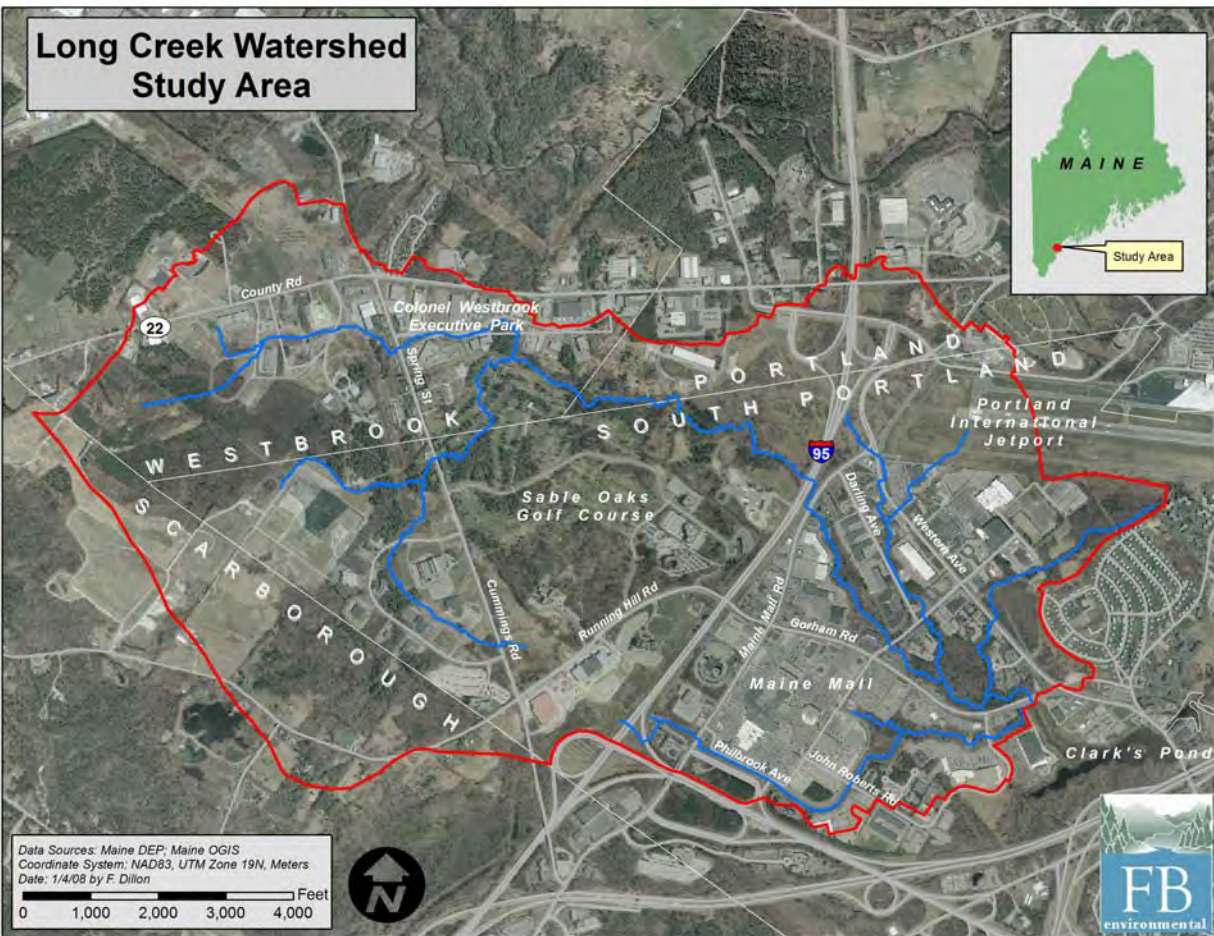 Long Creek Watershed
Study Area
MAINE
Study Area
County Rd
22
Colonel Westbrook
Executive Park
Spring St
PORTLAND
SOUTH PORTLAND
WESTBROOK
SCARBOROUGH
Portland
International
Jetport
95
Sable Oaks
Golf Course
Darling Ave
Western Ave
Cummings Rd
Running Hill Rd
Maine Mall Rd
Gorham Rd
Maine Mall
Philbrook Ave
John Roberts Rd
Clark's Pond
Data Sources: Maine DEP; Maine OGIS
Coordinate System: NAD83, UTM Zone 19N, Meters
Date: 1/4/08 by F. Dillon
Feet
0 1,000 2,000 3,000 4,000
N
FB
environmental